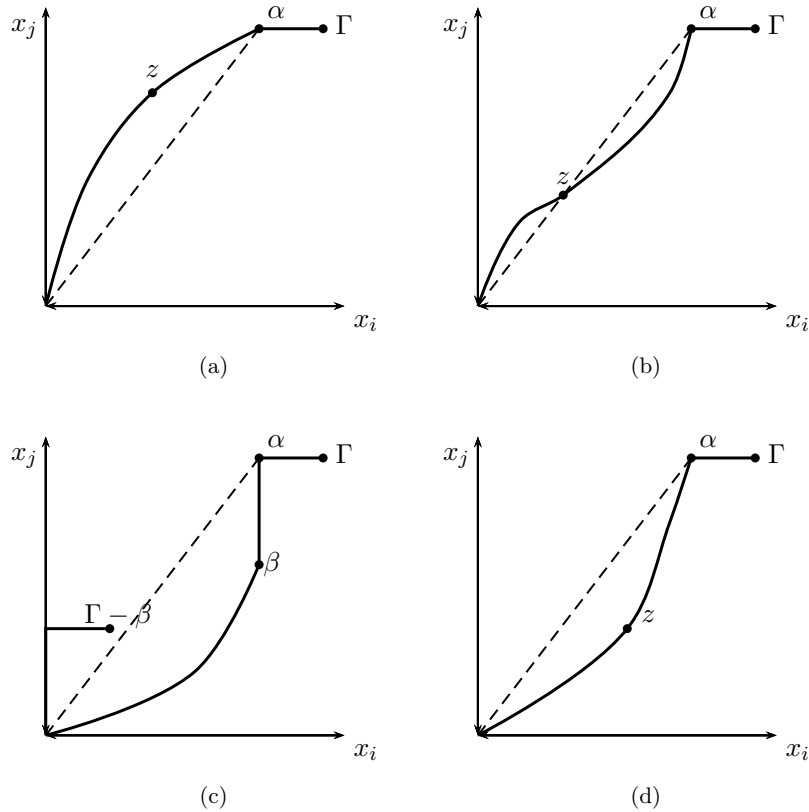 x_j α Γ
z
x_i
(a)
x_j α Γ
z
x_i
(b)
x_j α Γ
β
Γ − β
x_i
(c)
x_j α Γ
z
x_i
(d)